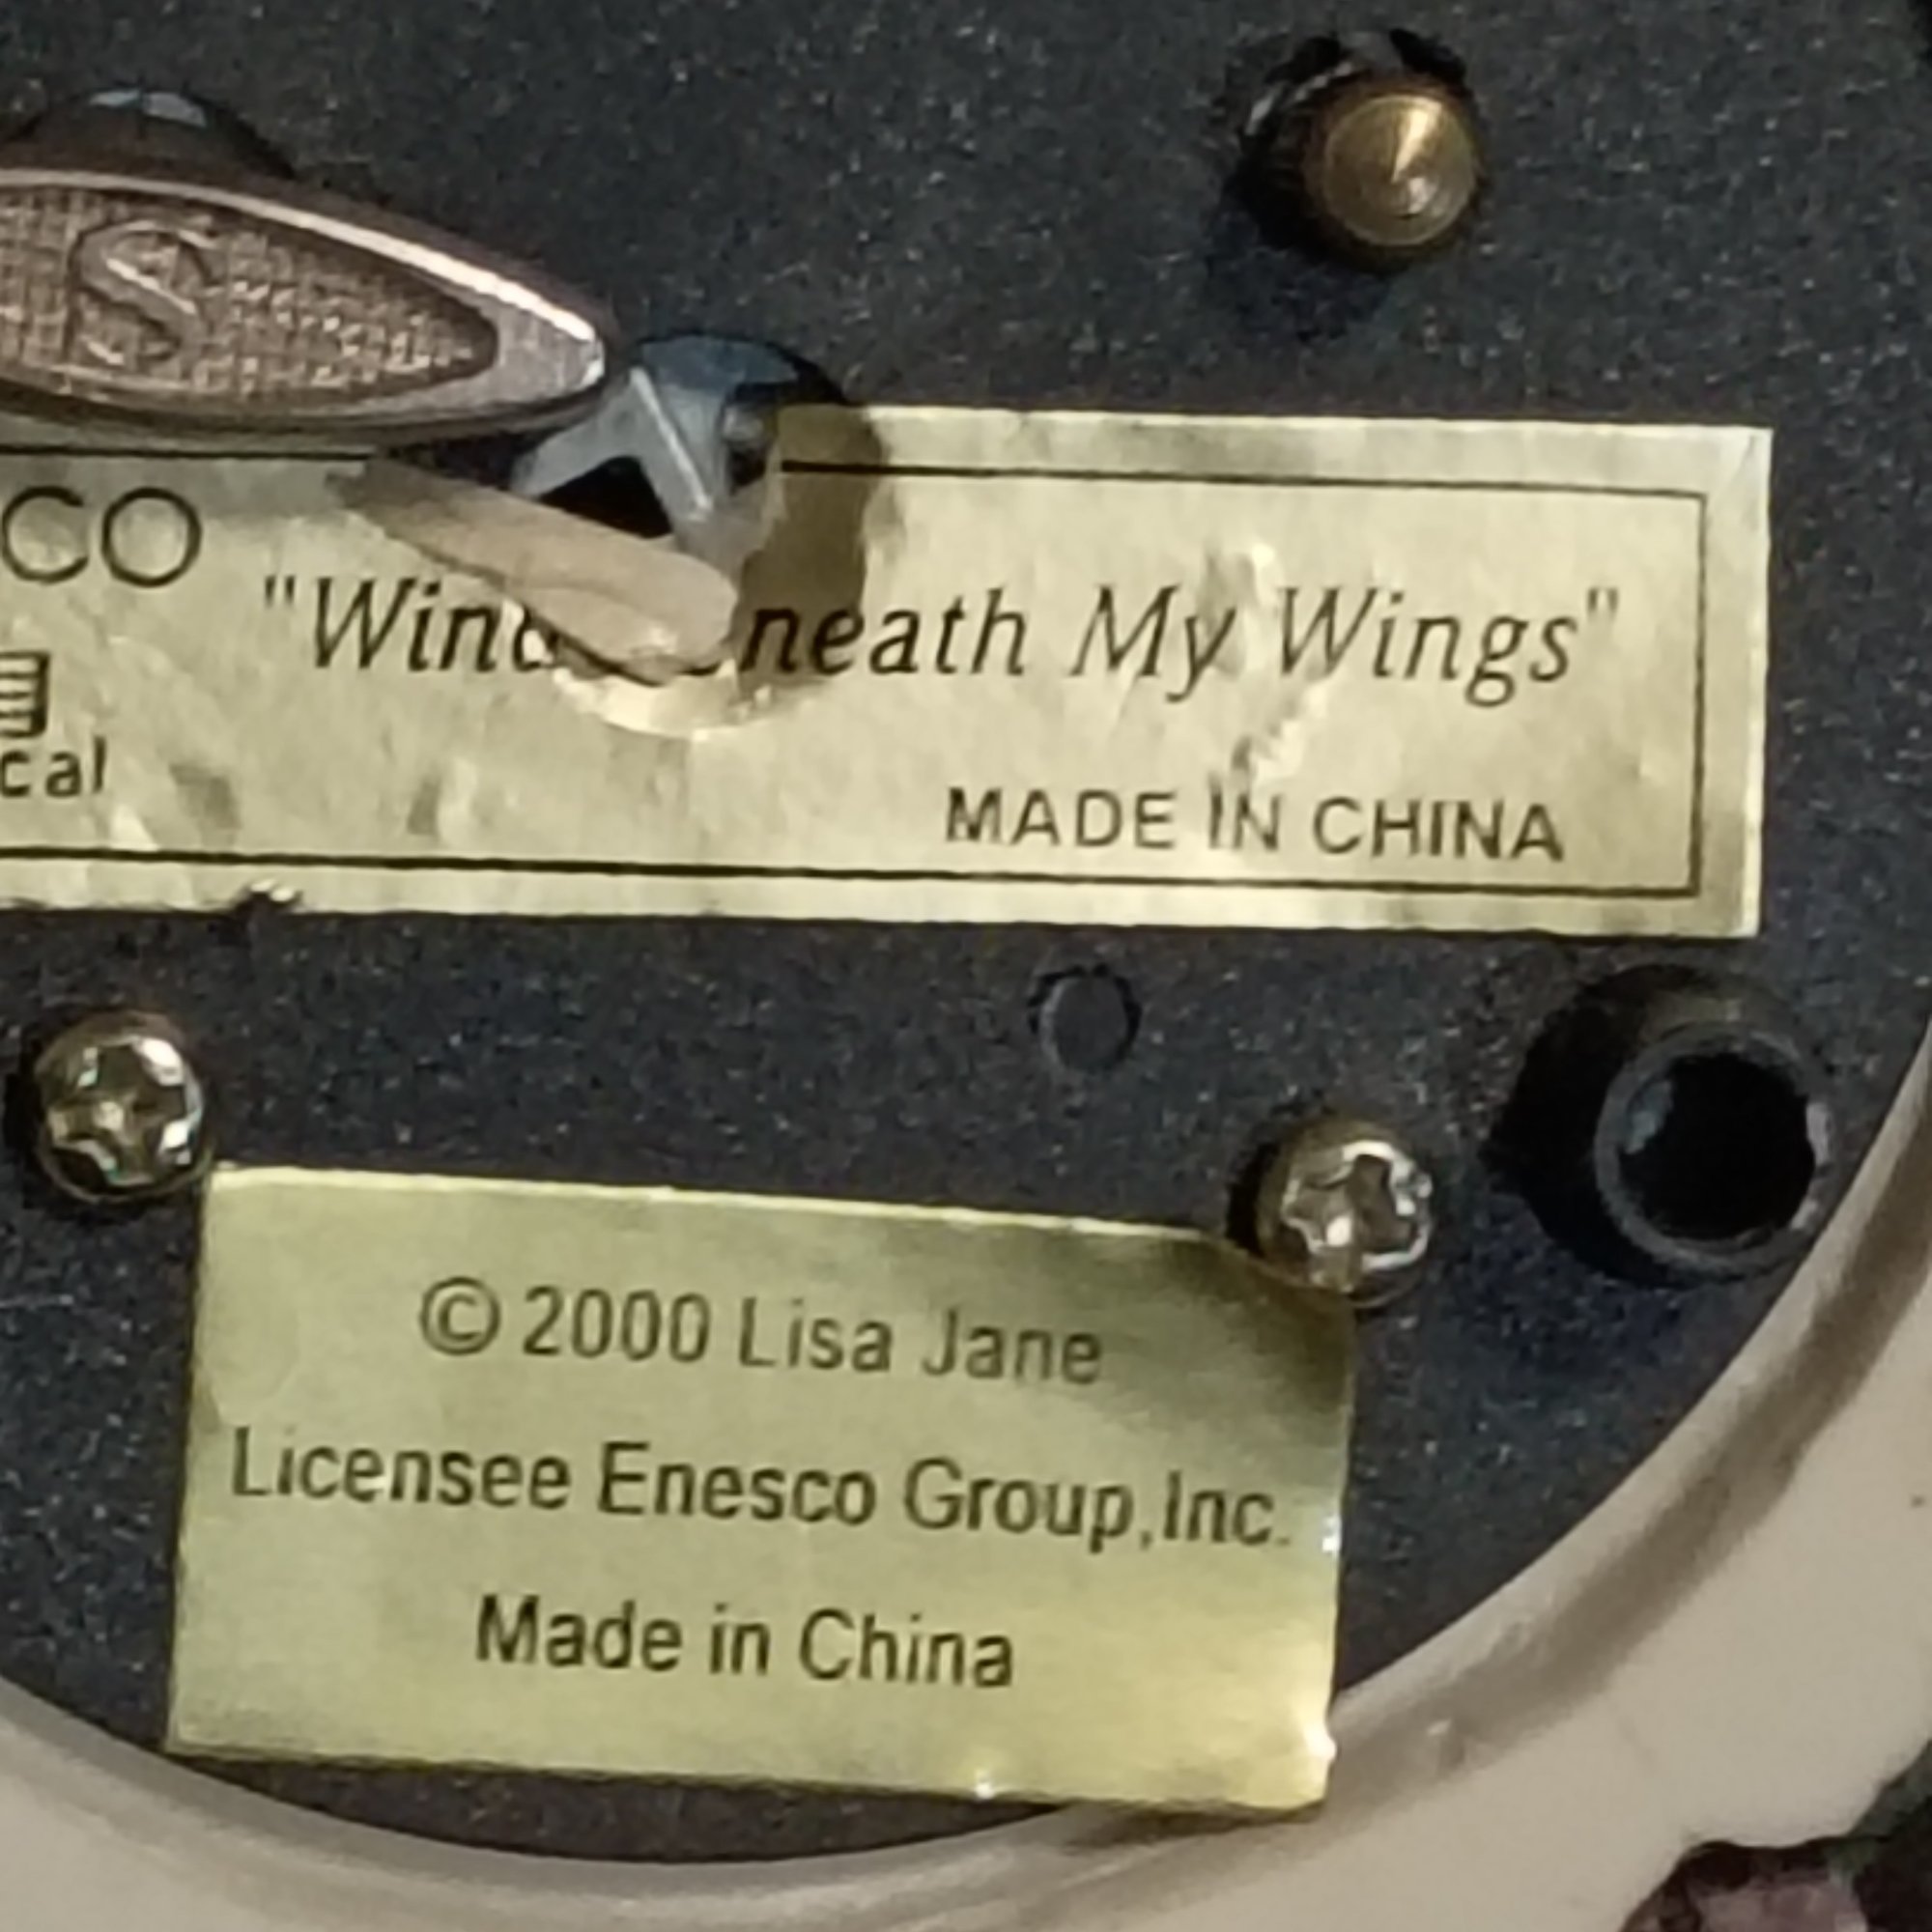 S
CO
"Wind neath My Wings"
cal
MADE IN CHINA
© 2000 Lisa Jane
Licensee Enesco Group,Inc.
Made in China